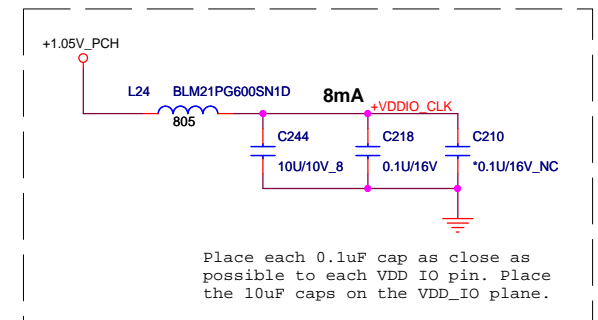 +1.05V_PCH
L24 BLM21PG600SN1D
805
8mA
+VDDIO_CLK
C244 C218 C210
10U/10V_8 0.1U/16V *0.1U/16V_NC
Place each 0.1uF cap as close as
possible to each VDD IO pin. Place
the 10uF caps on the VDD_IO plane.